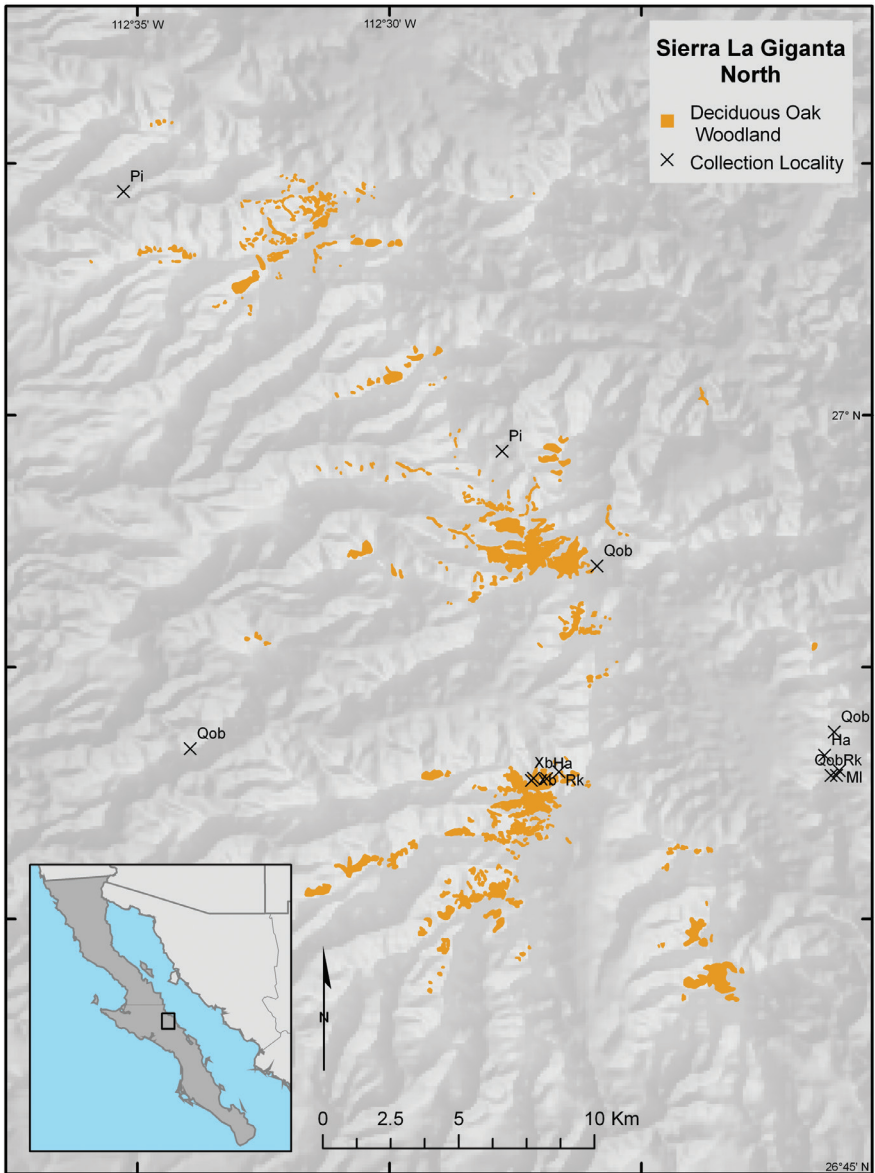 112°35' W
112°30' W
Sierra La Giganta
North
Deciduous Oak
Woodland
Collection Locality
Pi
27° N
Pi
Qob
Qob
Qob
Ha
QobRk
Ml
XbHa
Xb
Rk
N
0
2.5
5
10 Km
26°45' N